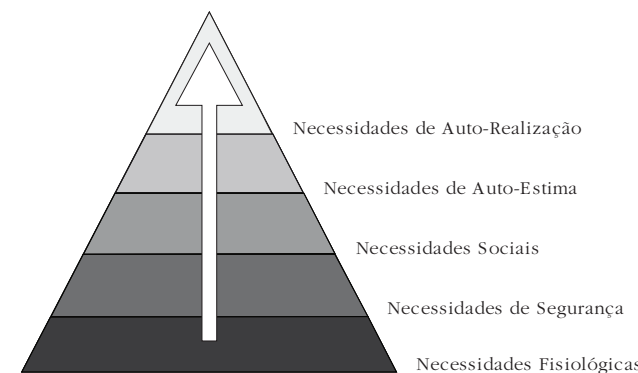 Necessidades de Auto-Realização
Necessidades de Auto-Estima
Necessidades Sociais
Necessidades de Segurança
Necessidades Fisiológicas